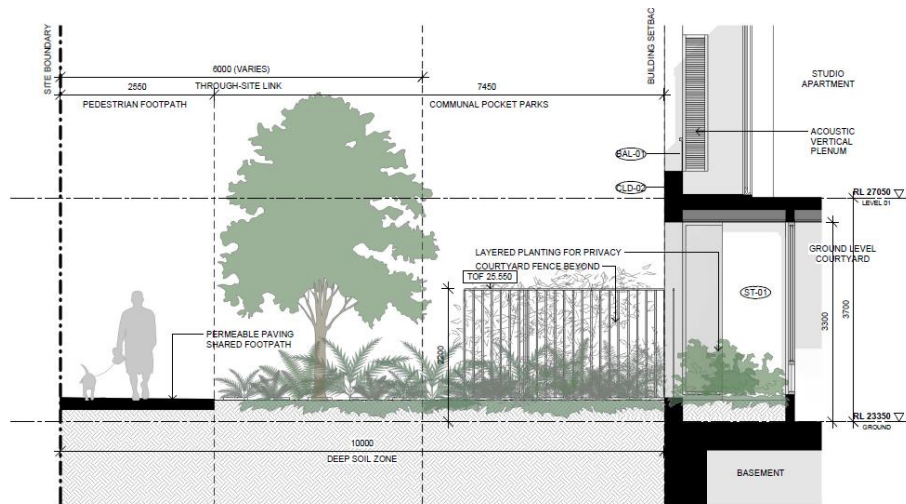 SITE BOUNDARY
6000 (VARIES)
THROUGH-SITE LINK
2550
PEDESTRIAN FOOTPATH
7450
COMMUNAL POCKET PARKS
BUILDING SETBAC
STUDIO
APARTMENT
ACOUSTIC
VERTICAL
PLENUM
BAL-01
CLD-02
RL 27050
LEVEL 01
LAYERED PLANTING FOR PRIVACY
COURTYARD FENCE BEYOND
TOF 25.550
GROUND LEVEL
COURTYARD
ST-01
3300
3700
2200
PERMEABLE PAVING
SHARED FOOTPATH
RL 23350
GROUND
10000
DEEP SOIL ZONE
BASEMENT